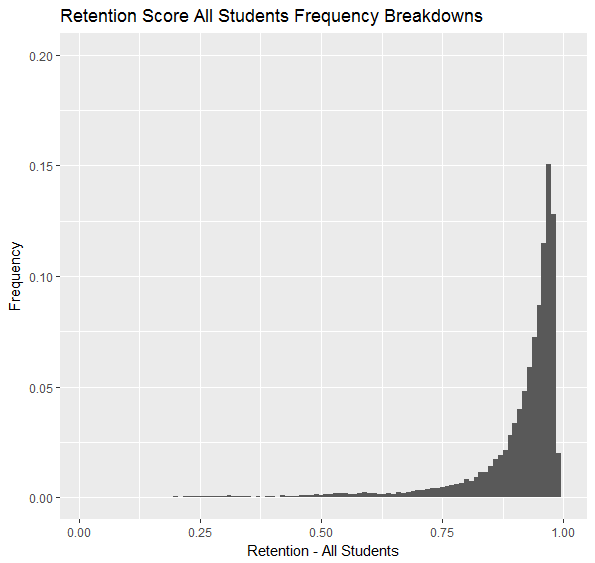 Retention Score All Students Frequency Breakdowns
0.20
0.15
0.10
0.05
0.00
Frequency
0.00 0.25 0.50 0.75 1.00
Retention - All Students